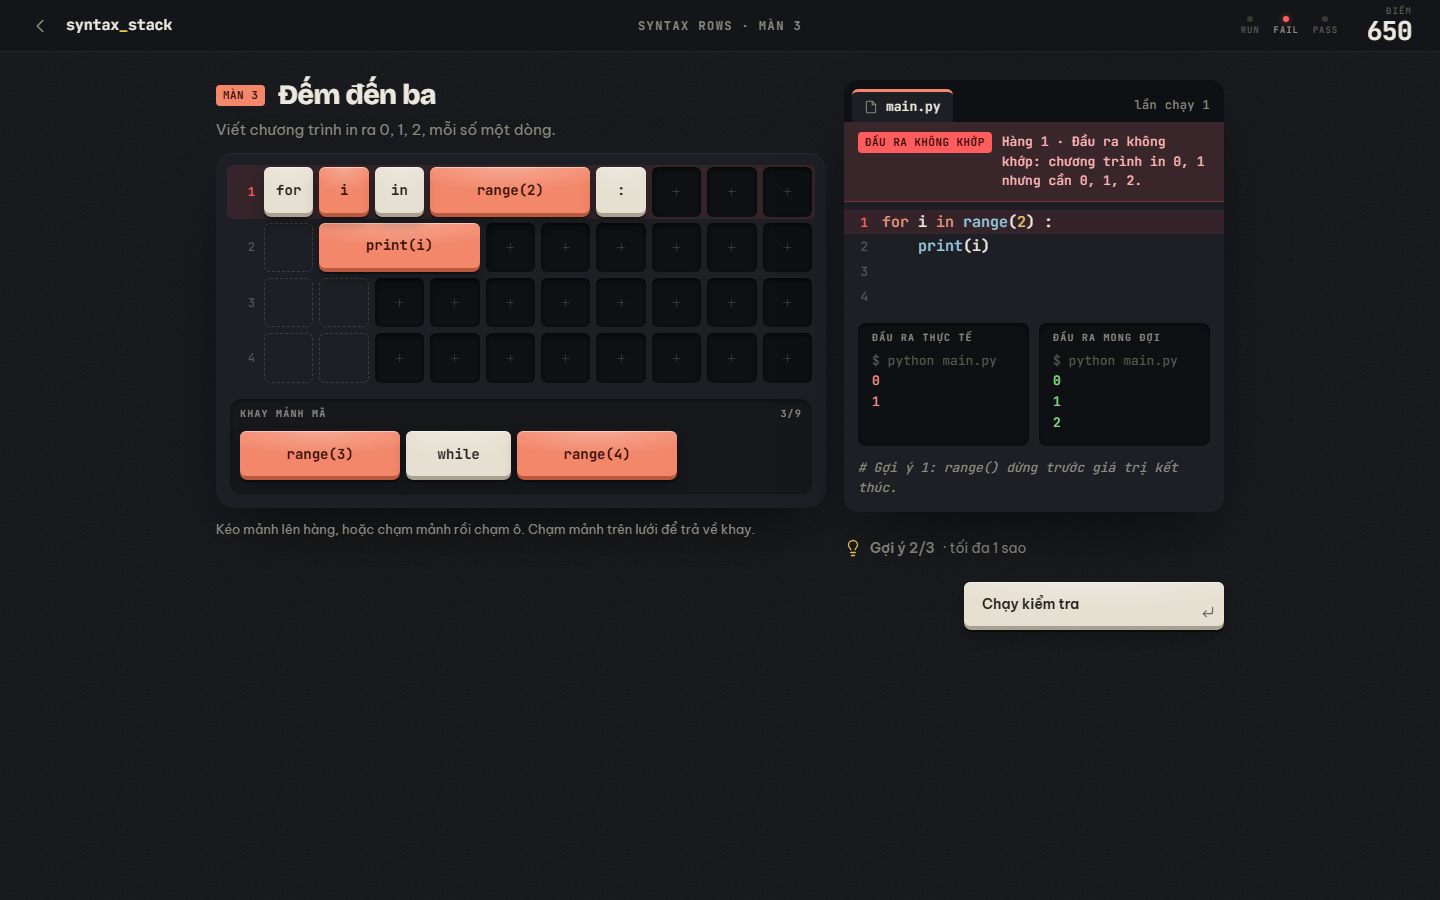 syntax_stack
SYNTAX ROWS · MÀN 3
RUN FAIL PASS
ĐIỂM
650
MÀN 3 Đếm đến ba
Viết chương trình in ra 0, 1, 2, mỗi số một dòng.
1 for i in range(2) : + + +
2 print(i) + + + + + +
3 + + + + + + + +
4 + + + + + + + +
KHAY MẢNH MÃ 3/9
range(3) while range(4)
Kéo mảnh lên hàng, hoặc chạm mảnh rồi chạm ô. Chạm mảnh trên lưới để trả về khay.
main.py lần chạy 1
ĐẦU RA KHÔNG KHỚP
Hàng 1 · Đầu ra không
khớp: chương trình in 0, 1
nhưng cần 0, 1, 2.
1 for i in range(2) :
2 print(i)
3
4
ĐẦU RA THỰC TẾ
$ python main.py
0
1
ĐẦU RA MONG ĐỢI
$ python main.py
0
1
2
# Gợi ý 1: range() dừng trước giá trị kết
thúc.
Gợi ý 2/3 · tối đa 1 sao
Chạy kiểm tra